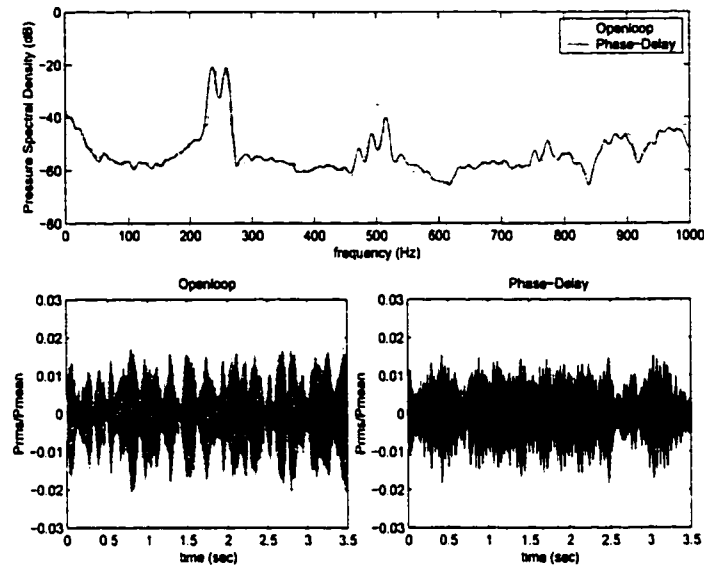 Pressure Spectral Density (dB)
0
-20
-40
-60
-80
Openloop
Phase-Delay
0 100 200 300 400 500 600 700 800 900 1000
frequency (Hz)
Openloop
Prms/Pmean
0.03
0.02
0.01
0
-0.01
-0.02
-0.03
0 0.5 1 1.5 2 2.5 3 3.5
time (sec)
Phase-Delay
Prms/Pmean
0.03
0.02
0.01
0
-0.01
-0.02
-0.03
0 0.5 1 1.5 2 2.5 3 3.5
time (sec)